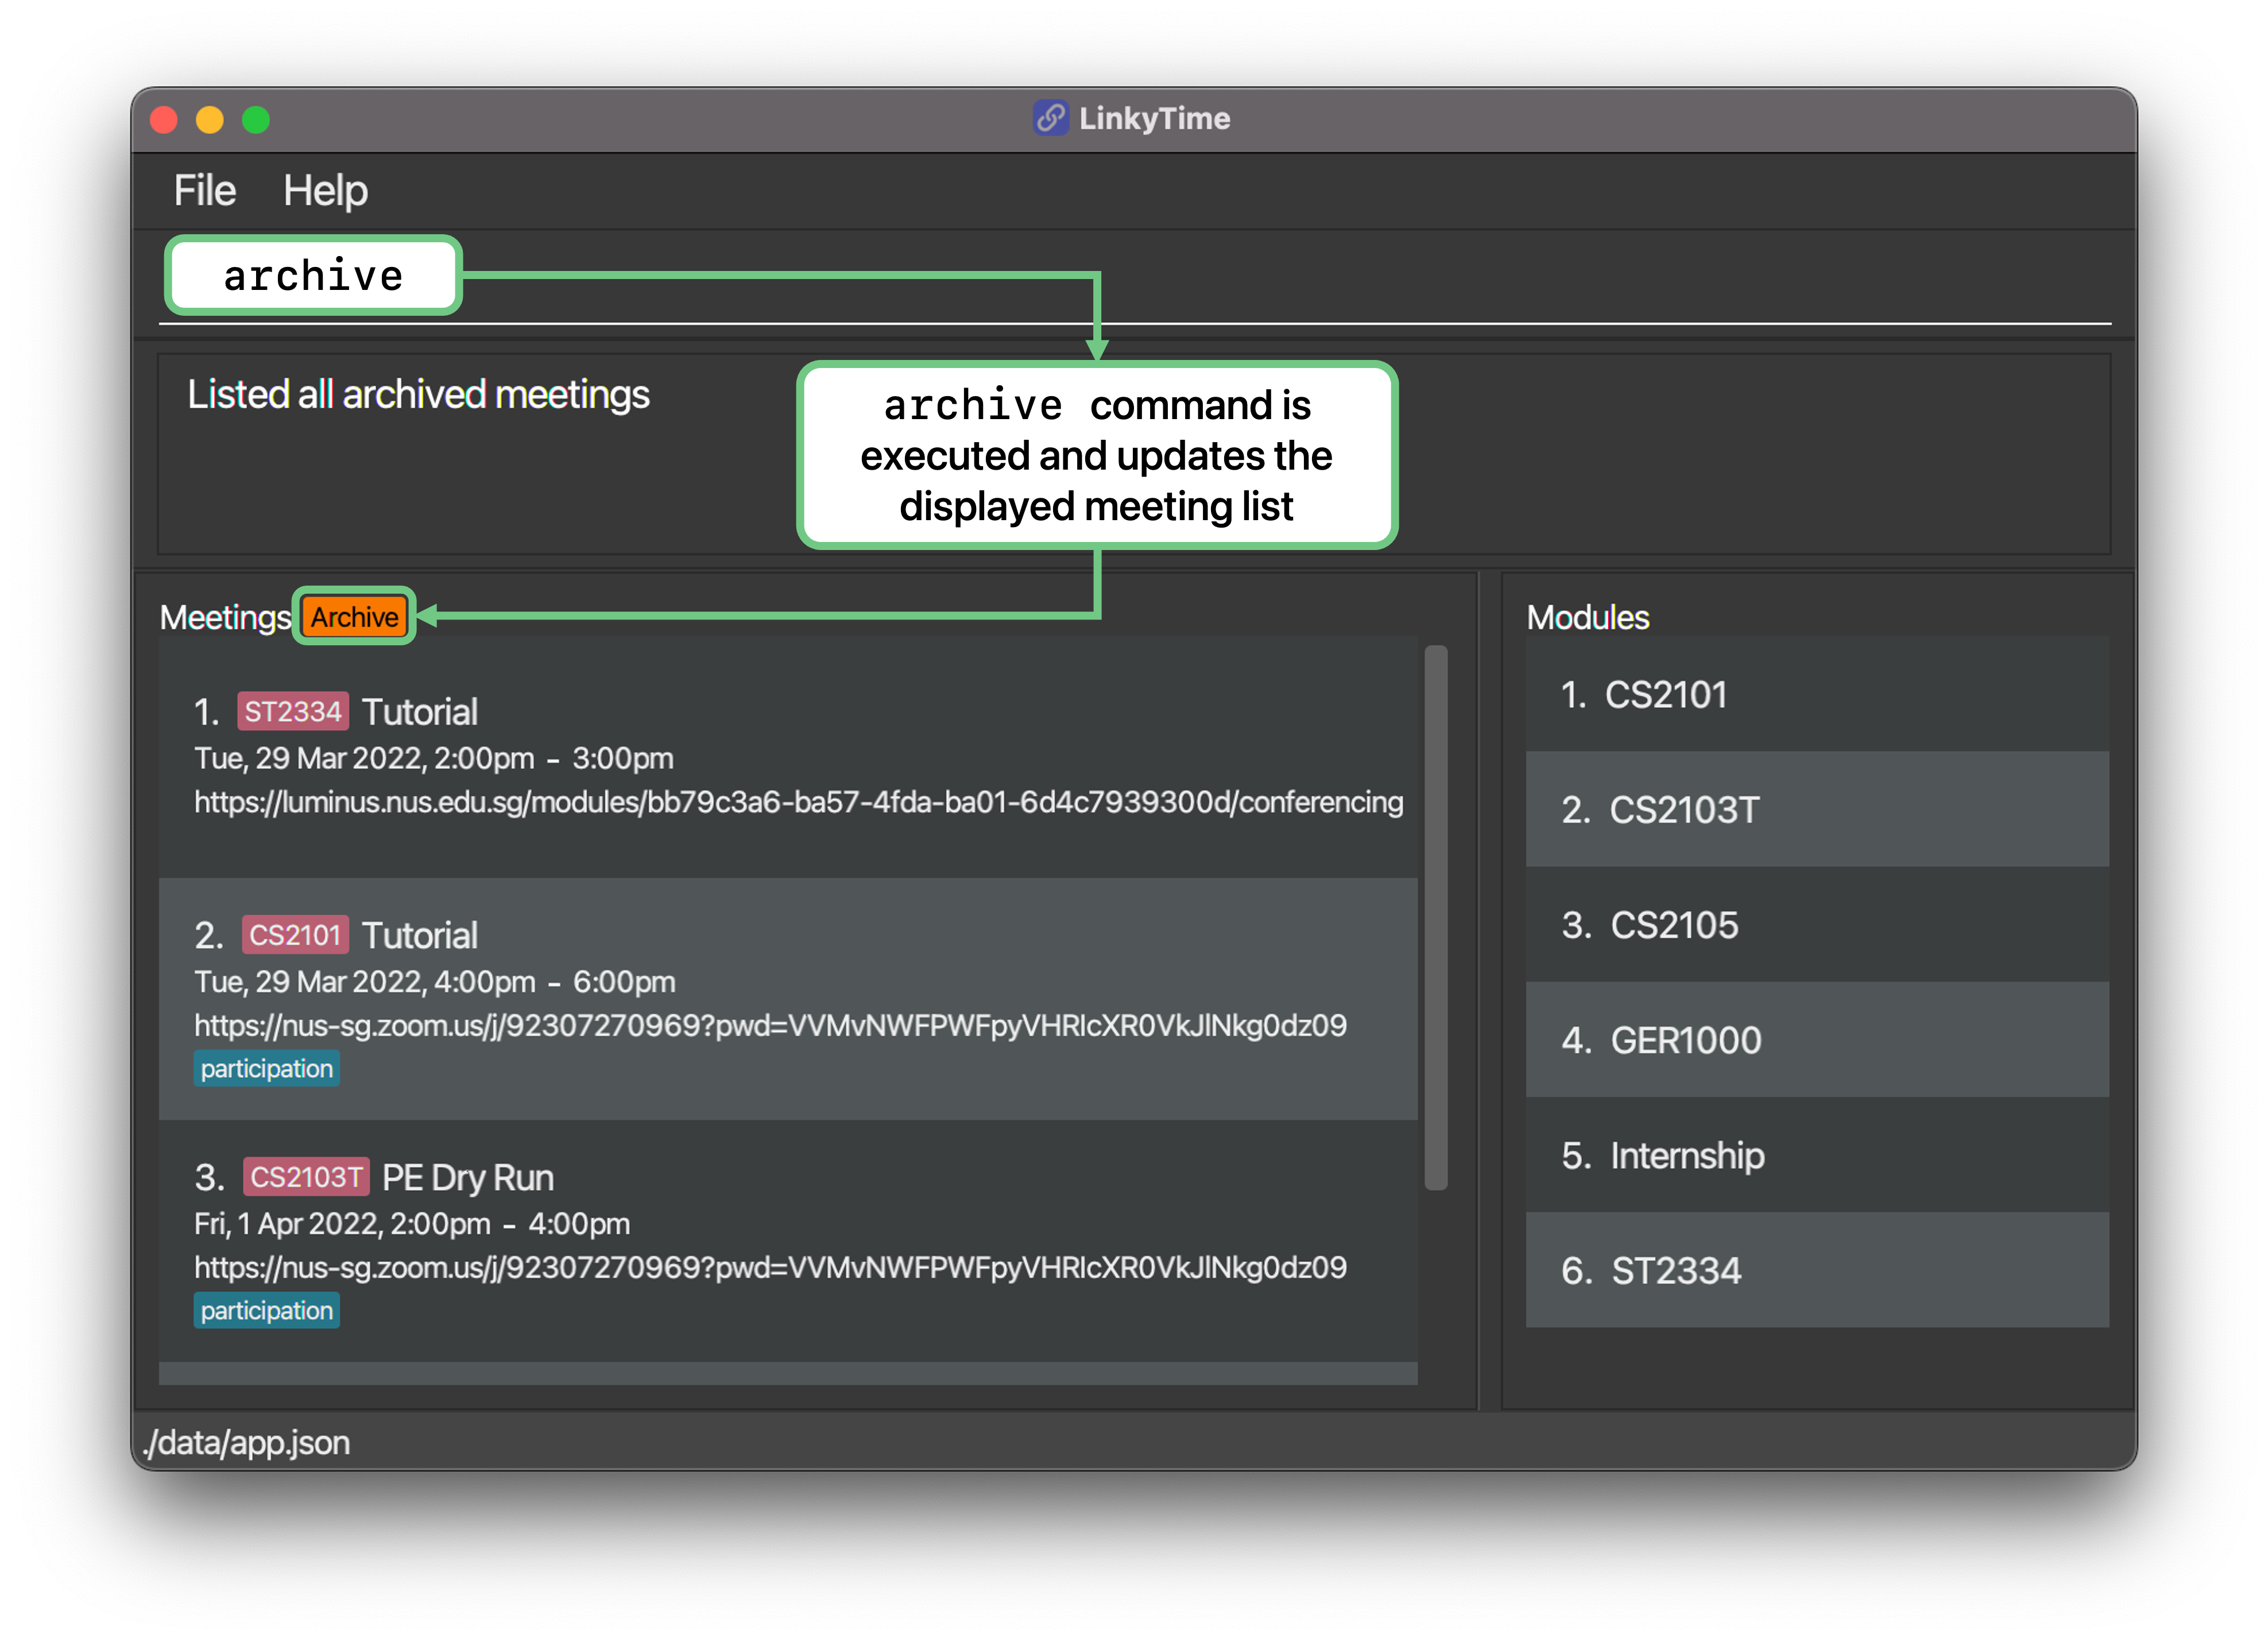 LinkyTime
File Help
archive
Listed all archived meetings
archive command is
executed and updates the
displayed meeting list
Meetings Archive
1. ST2334 Tutorial
Tue, 29 Mar 2022, 2:00pm - 3:00pm
https://luminus.nus.edu.sg/modules/bb79c3a6-ba57-4fda-ba01-6d4c7939300d/conferencing
2. CS2101 Tutorial
Tue, 29 Mar 2022, 4:00pm - 6:00pm
https://nus-sg.zoom.us/j/92307270969?pwd=VVMvNWFPWFpyVHRIcXR0VkJlNkg0dz09
participation
3. CS2103T PE Dry Run
Fri, 1 Apr 2022, 2:00pm - 4:00pm
https://nus-sg.zoom.us/j/92307270969?pwd=VVMvNWFPWFpyVHRIcXR0VkJlNkg0dz09
participation
Modules
1. CS2101
2. CS2103T
3. CS2105
4. GER1000
5. Internship
6. ST2334
./data/app.json